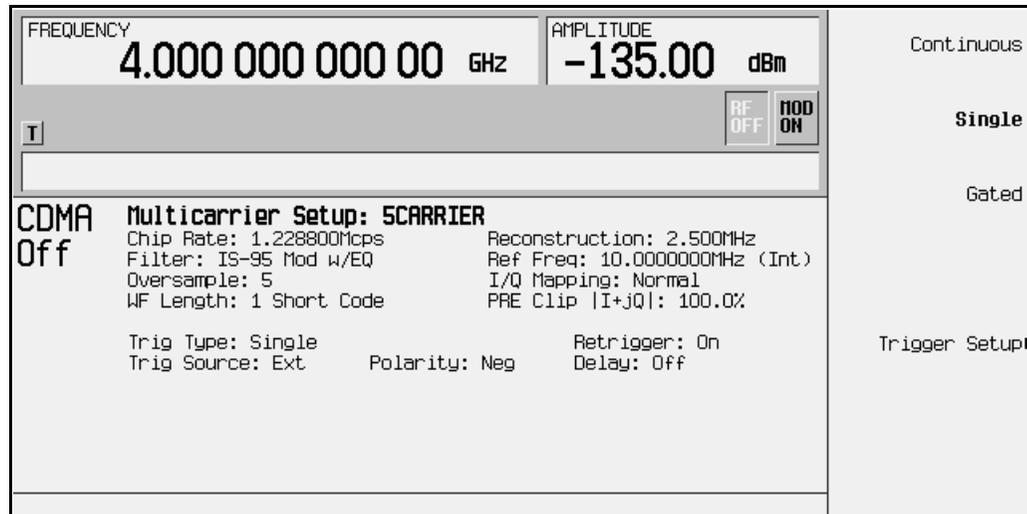 FREQUENCY
4.000 000 000 00 GHz
AMPLITUDE
-135.00 dBm
RF OFF
MOD ON
T
CDMA Off
Multicarrier Setup: 5CARRIER
Chip Rate: 1.228800Mcps
Reconstruction: 2.500MHz
Filter: IS-95 Mod w/EQ
Ref Freq: 10.0000000MHz (Int)
Oversample: 5
I/Q Mapping: Normal
WF Length: 1 Short Code
PRE Clip |I+jQ|: 100.0%
Trig Type: Single
Retrigger: On
Trig Source: Ext
Polarity: Neg
Delay: Off
Continuous
Single
Gated
Trigger Setup